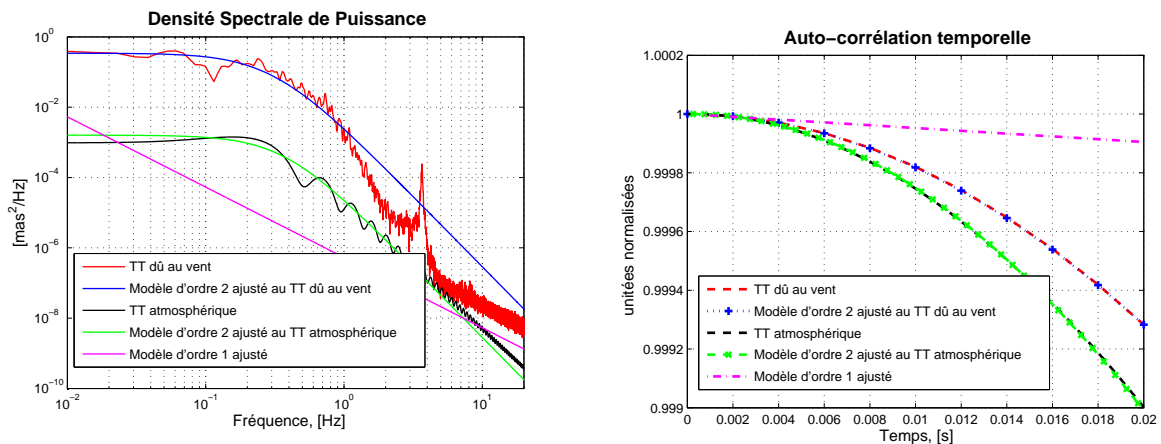 Densité Spectrale de Puissance
10^0
10^-2
10^-4
10^-6
10^-8
10^-10
[mas^2/Hz]
TT dû au vent
Modèle d'ordre 2 ajusté au TT dû au vent
TT atmosphérique
Modèle d'ordre 2 ajusté au TT atmosphérique
Modèle d'ordre 1 ajusté
10^-2
10^-1
10^0
10^1
Fréquence, [Hz]
Auto−corrélation temporelle
1.0002
1
0.9998
0.9996
0.9994
0.9992
0.999
unitées normalisées
TT dû au vent
Modèle d'ordre 2 ajusté au TT dû au vent
TT atmosphérique
Modèle d'ordre 2 ajusté au TT atmosphérique
Modèle d'ordre 1 ajusté
0 0.002 0.004 0.006 0.008 0.01 0.012 0.014 0.016 0.018 0.02
Temps, [s]